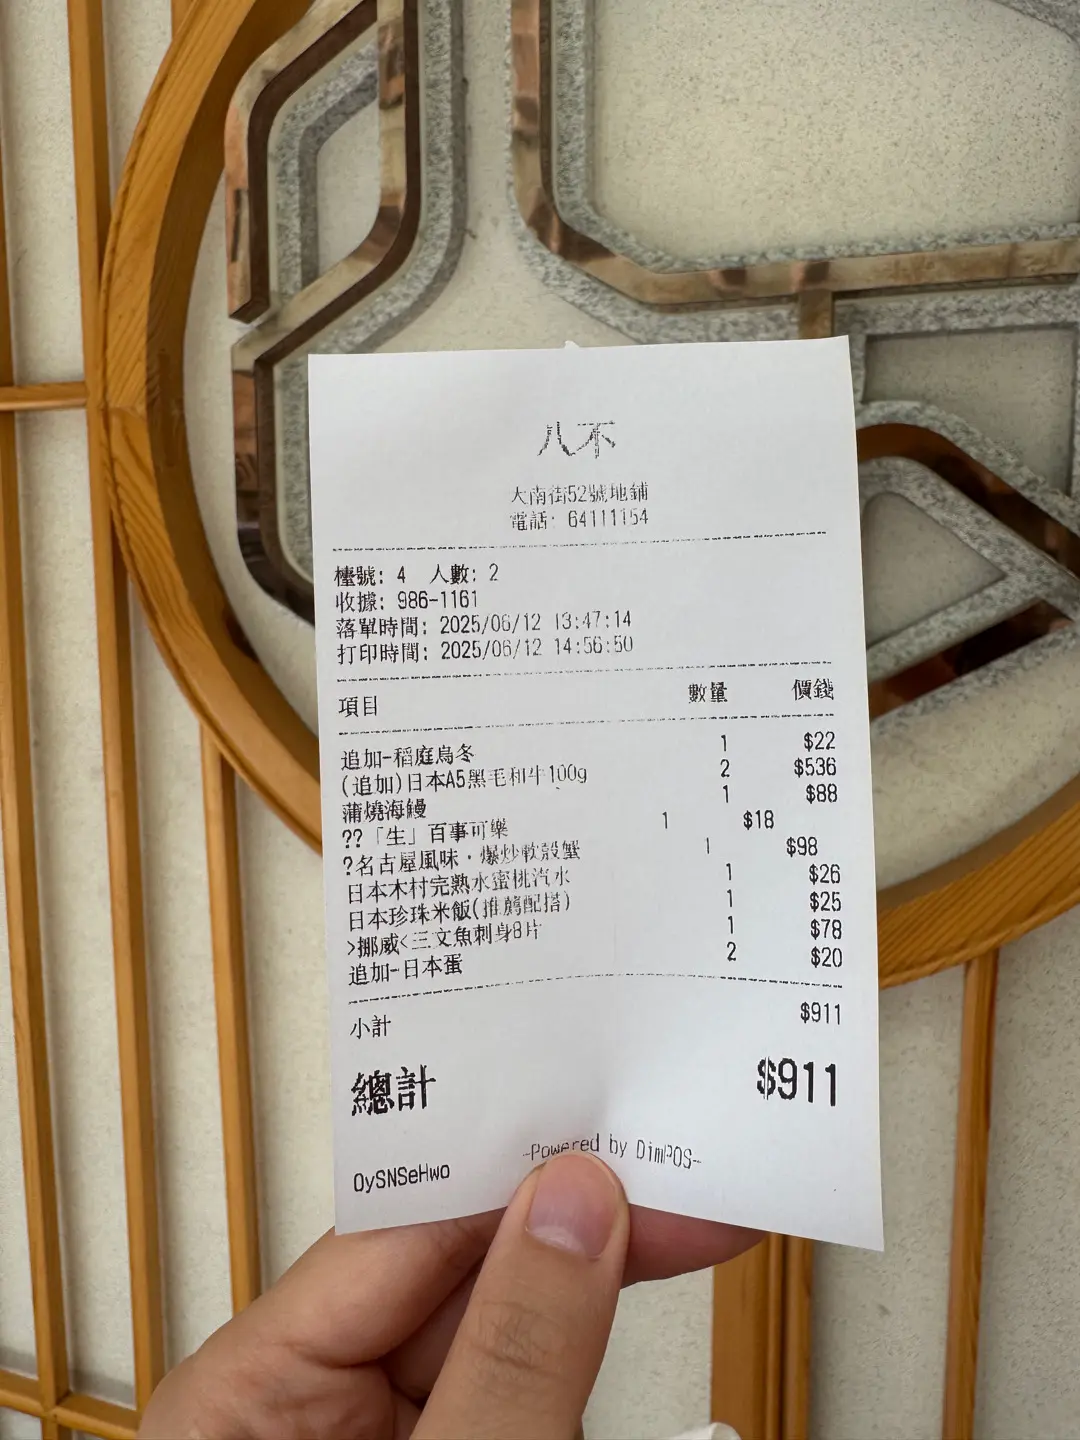 八不
大南街52號地鋪
電話: 64111154
檯號: 4 人數: 2
收據: 986-1161
落單時間: 2025/06/12 13:47:14
打印時間: 2025/06/12 14:56:50
項目 數量 價錢
追加-稻庭烏冬 1 $22
(追加)日本A5黑毛和牛100g 2 $536
蒲燒海鰻 1 $88
??「生」百事可樂 1 $18
?名古屋風味・爆炒軟殼蟹 1 $98
日本木村完熟水蜜桃汽水 1 $26
日本珍珠米飯(推薦配搭) 1 $25
>挪威<三文魚刺身8片 1 $78
追加-日本蛋 2 $20
小計 $911
總計 $911
-Powered by DimPOS-
OySNSeHwo